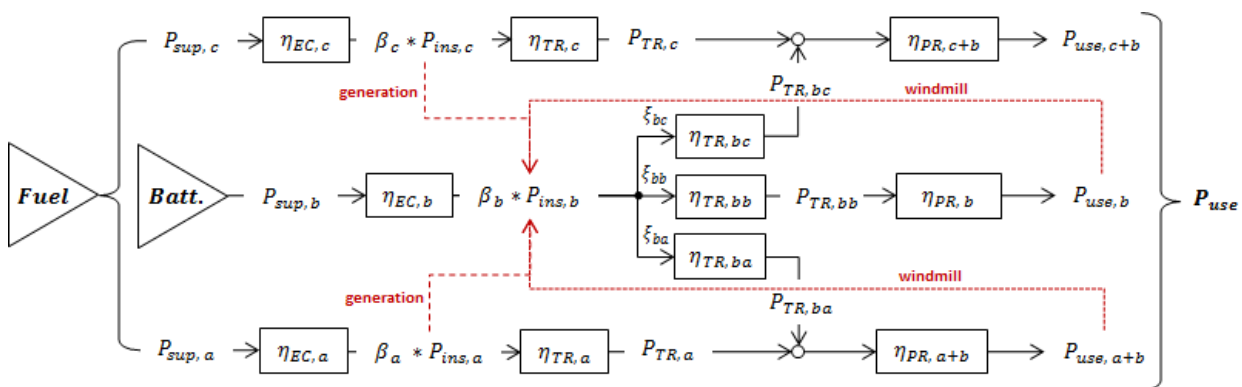 P_sup,c η_EC,c β_c * P_ins,c η_TR,c P_TR,c η_PR,c+b P_use,c+b
generation P_TR,bc windmill
ξ_bc η_TR,bc
Fuel Batt. P_sup,b η_EC,b β_b * P_ins,b ξ_bb η_TR,bb P_TR,bb η_PR,b P_use,b P_use
ξ_ba η_TR,ba
generation P_TR,ba windmill
P_sup,a η_EC,a β_a * P_ins,a η_TR,a P_TR,a η_PR,a+b P_use,a+b